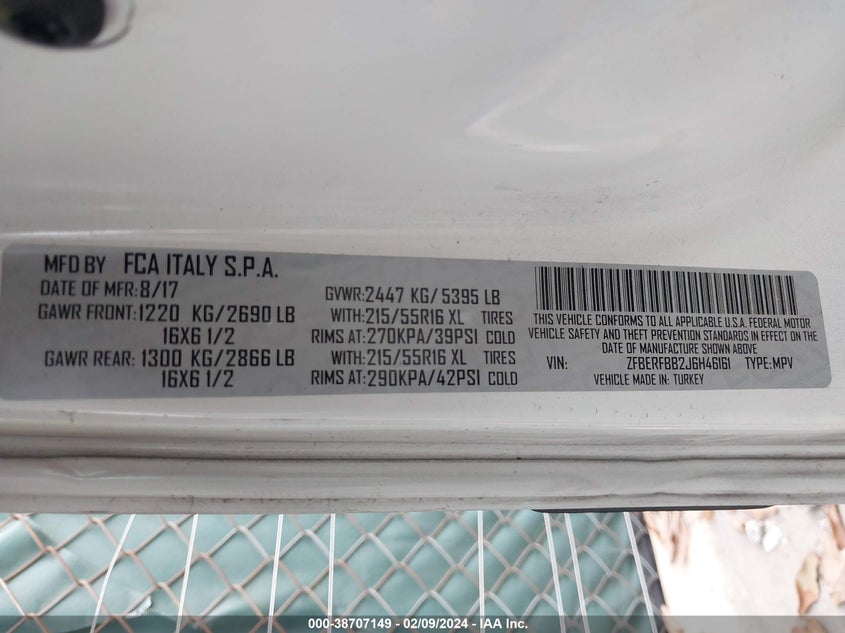 MFD BY FCA ITALY S.P.A.
DATE OF MFR: 8/17
GVWR: 2447 KG/ 5395 LB
GAWR FRONT: 1220 KG/2690 LB WITH: 215/55R16 XL TIRES
16X6 1/2 RIMS AT: 270KPA/39PSI COLD
GAWR REAR: 1300 KG/2866 LB WITH: 215/55R16 XL TIRES
16X6 1/2 RIMS AT: 290KPA/42PSI COLD
THIS VEHICLE CONFORMS TO ALL APPLICABLE U.S.A. FEDERAL MOTOR
VEHICLE SAFETY AND THEFT PREVENTION STANDARDS IN EFFECT ON THE
DATE OF MANUFACTURE SHOWN ABOVE
VIN: ZFBERFBB2J6H46161 TYPE: MPV
VEHICLE MADE IN: TURKEY
000-38707149 - 02/09/2024 - IAA Inc.